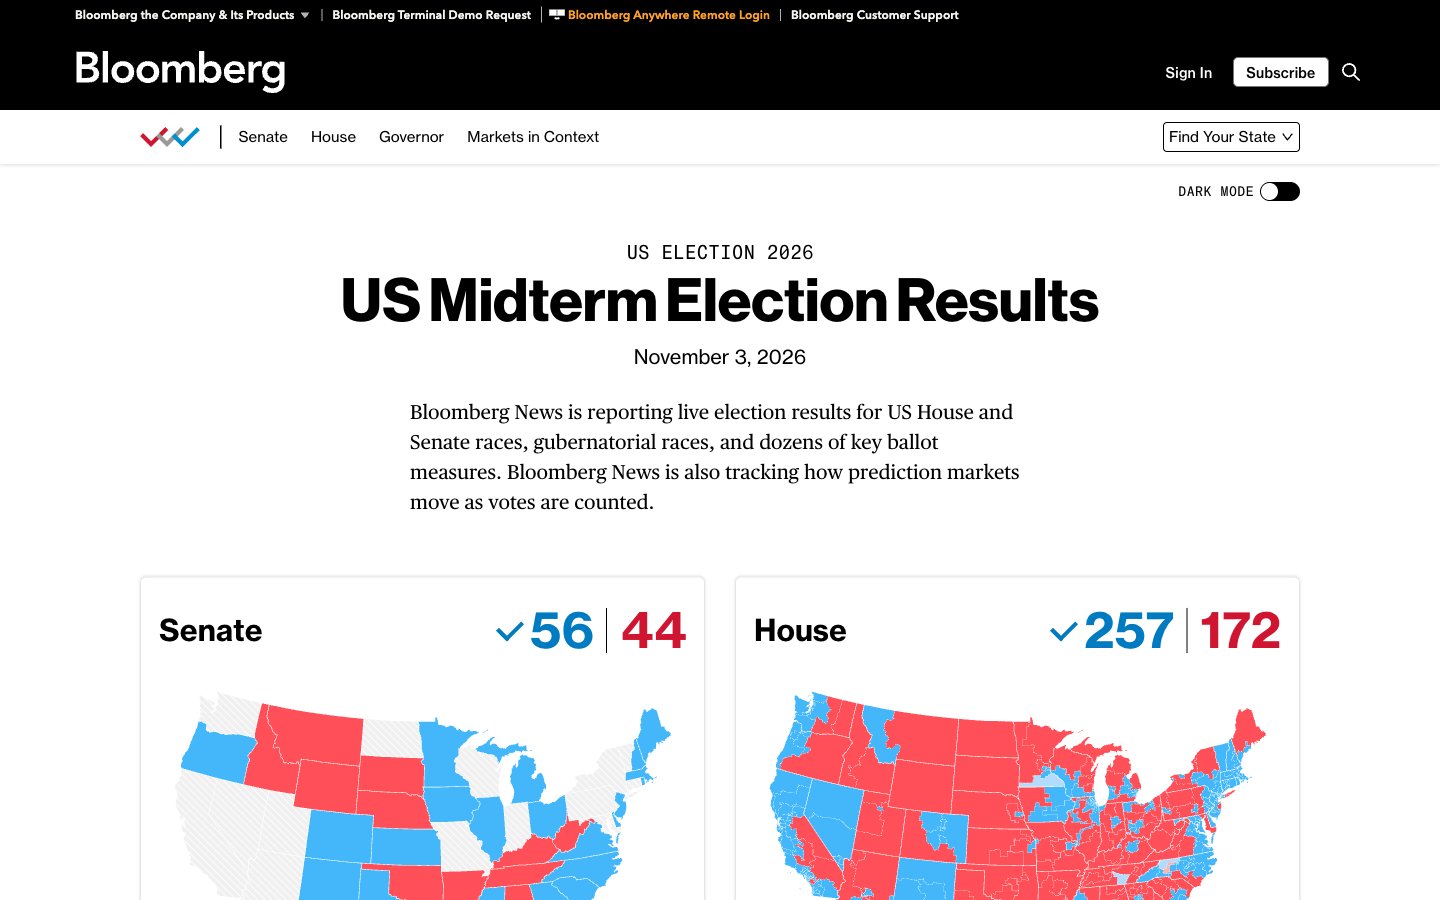 Bloomberg the Company & Its Products
Bloomberg Terminal Demo Request
Bloomberg Anywhere Remote Login
Bloomberg Customer Support
Bloomberg
Sign In
Subscribe
Senate
House
Governor
Markets in Context
Find Your State
DARK MODE
US ELECTION 2026
US Midterm Election Results
November 3, 2026
Bloomberg News is reporting live election results for US House and
Senate races, gubernatorial races, and dozens of key ballot
measures. Bloomberg News is also tracking how prediction markets
move as votes are counted.
Senate
56
44
House
257
172